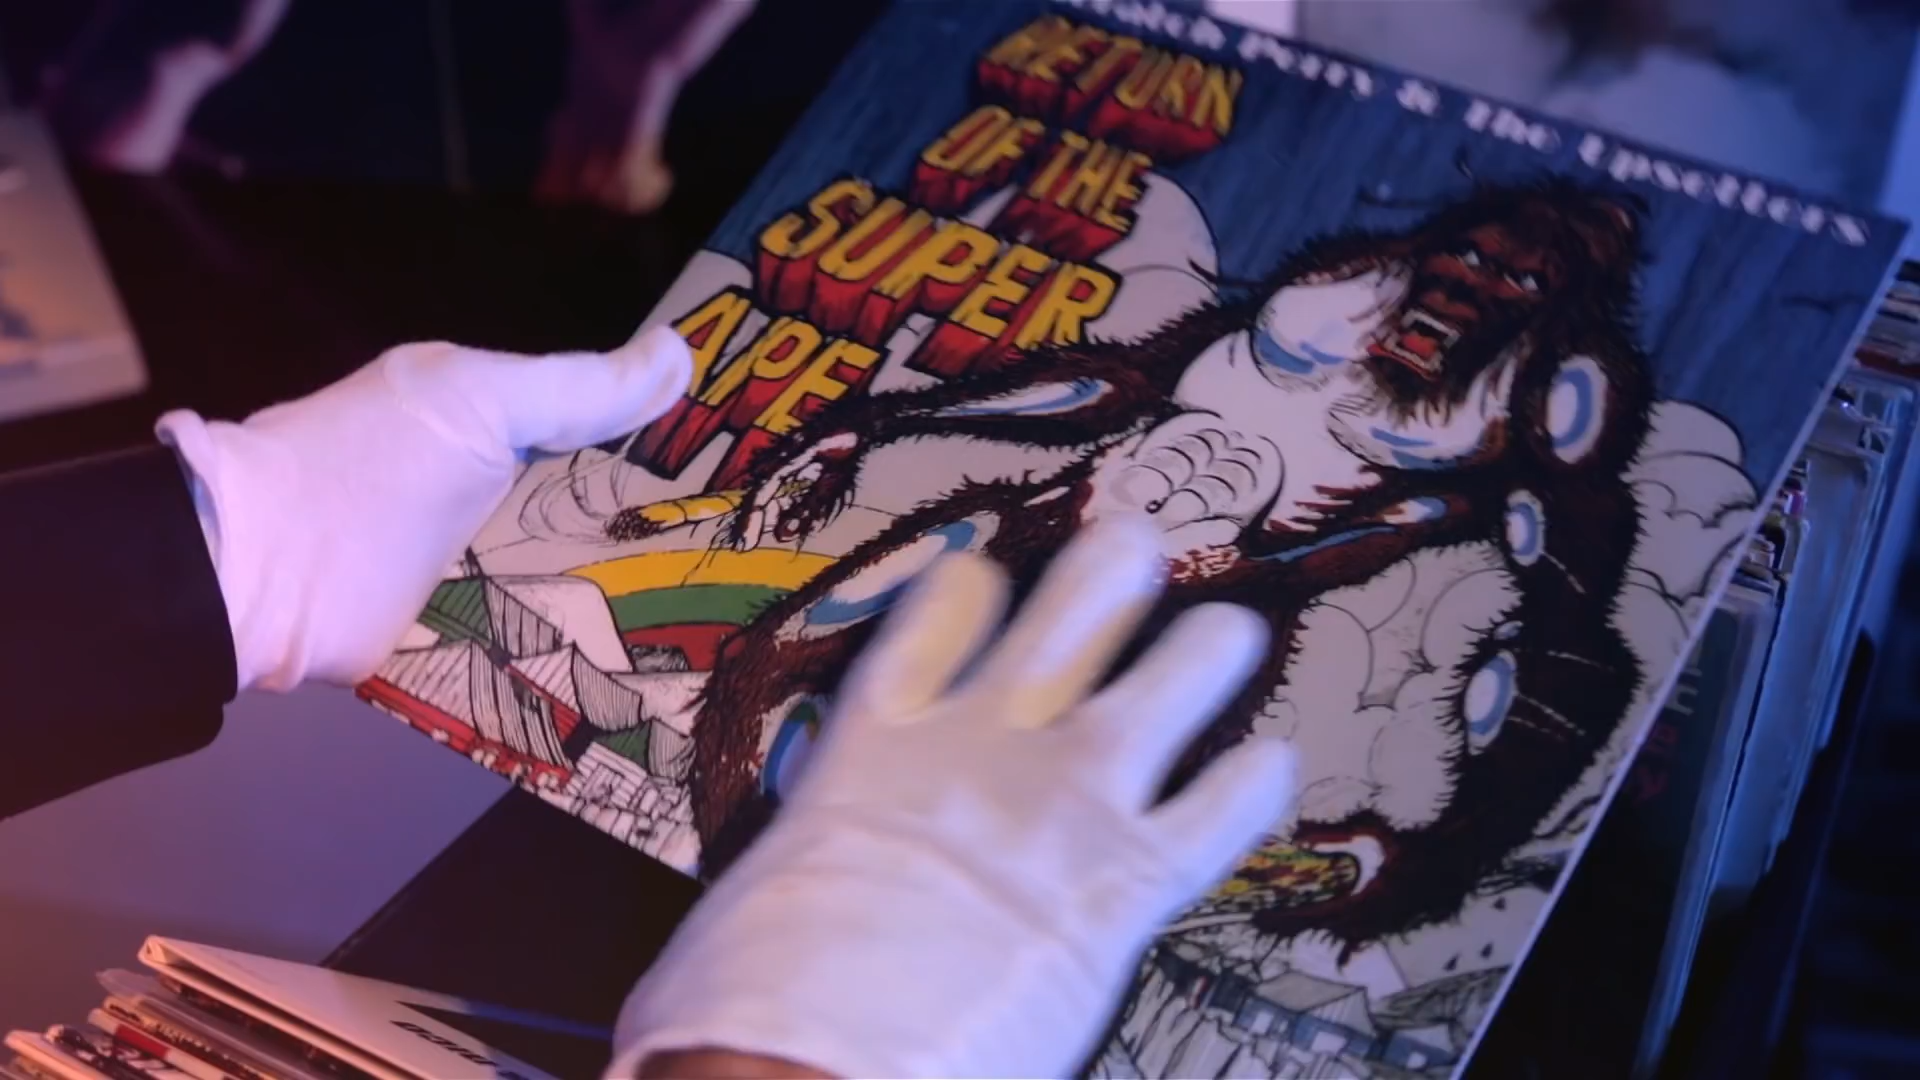 Perry & The Upsetters
RETURN
OF THE
SUPER
APE